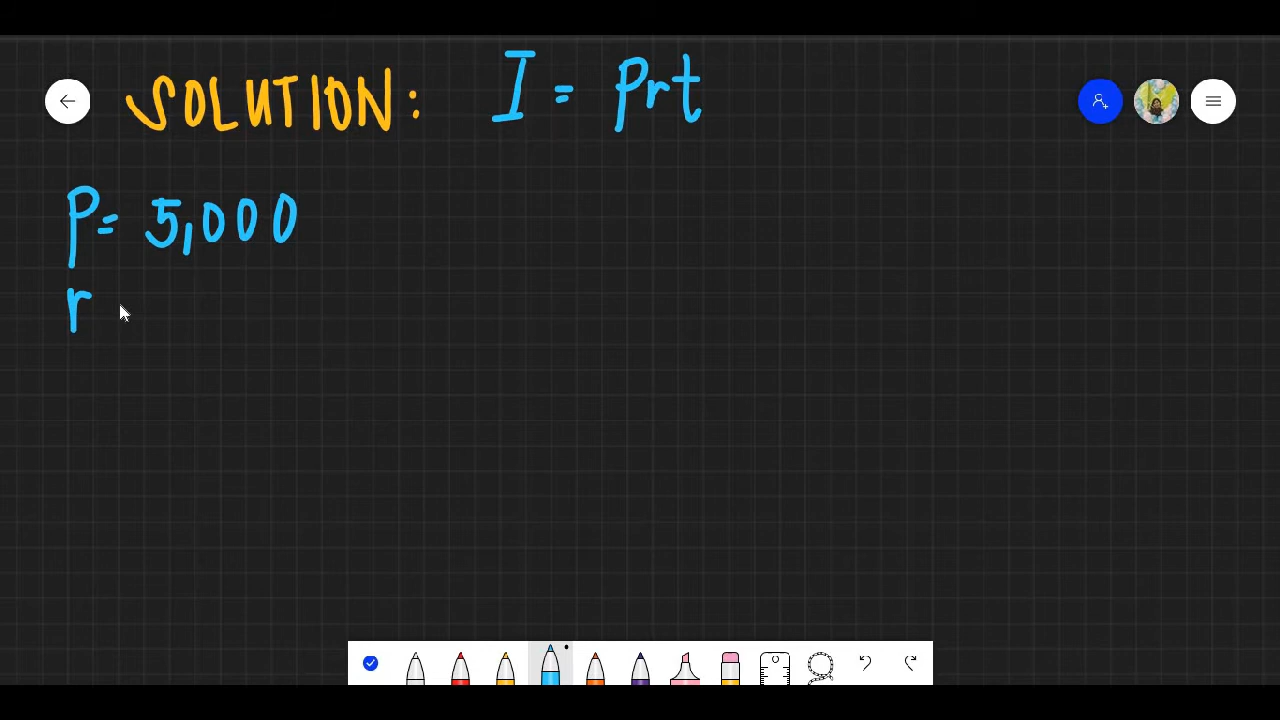 SOLUTION: I = Prt
P = 5,000
r